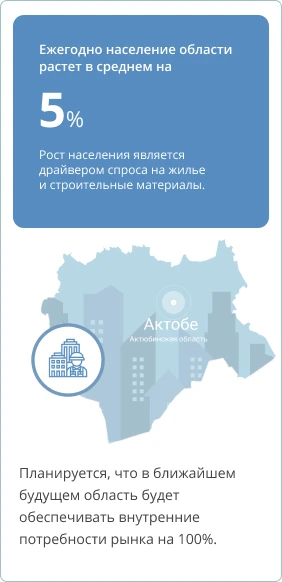 Ежегодно население области
растет в среднем на
5%
Рост населения является
драйвером спроса на жилье
и строительные материалы.
Актобе
Актюбинская область
Планируется, что в ближайшем
будущем область будет
обеспечивать внутренние
потребности рынка на 100%.